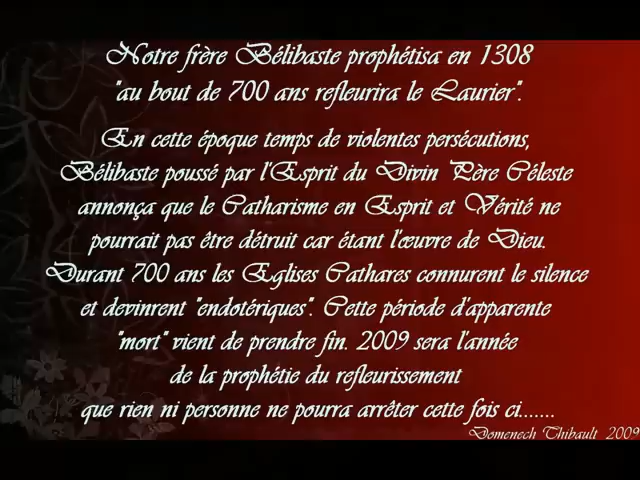 Notre frère Bélibaste prophétisa en 1308
"au bout de 700 ans refleurira le Laurier".
En cette époque temps de violentes persécutions,
Bélibaste poussé par l'Esprit du Divin Père Céleste
annonça que le Catharisme en Esprit et Vérité ne
pourrait pas être détruit car étant l'œuvre de Dieu.
Durant 700 ans les Eglises Cathares connurent le silence
et devinrent "endotériques". Cette période d'apparente
"mort" vient de prendre fin. 2009 sera l'année
de la prophétie du refleurissement
que rien ni personne ne pourra arrêter cette fois ci.......
Domenech Thibault 2009